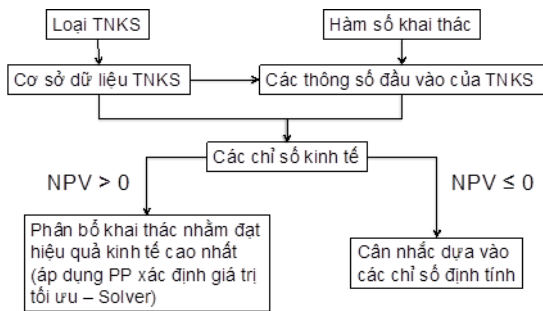 Loại TNKS
Hàm số khai thác
Cơ sở dữ liệu TNKS
Các thông số đầu vào của TNKS
Các chỉ số kinh tế
NPV > 0
NPV ≤ 0
Phân bổ khai thác nhằm đạt
hiệu quả kinh tế cao nhất
(áp dụng PP xác định giá trị
tối ưu – Solver)
Cân nhắc dựa vào
các chỉ số định tính